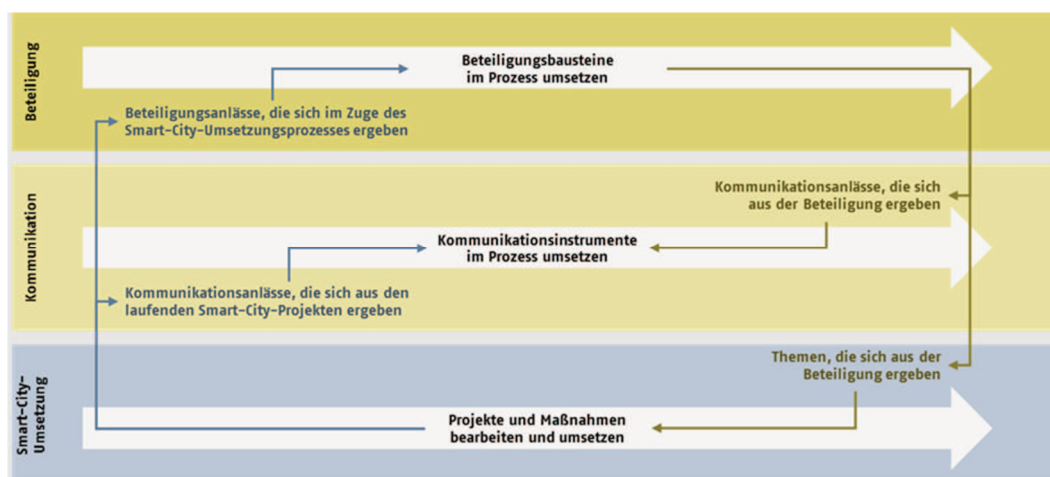 Beteiligung
Beteiligungsbausteine
im Prozess umsetzen
Beteiligungsanlässe, die sich im Zuge des
Smart-City-Umsetzungsprozesses ergeben
Kommunikation
Kommunikationsanlässe, die sich
aus der Beteiligung ergeben
Kommunikationsinstrumente
im Prozess umsetzen
Kommunikationsanlässe, die sich aus den
laufenden Smart-City-Projekten ergeben
Smart-City-
Umsetzung
Themen, die sich aus der
Beteiligung ergeben
Projekte und Maßnahmen
bearbeiten und umsetzen